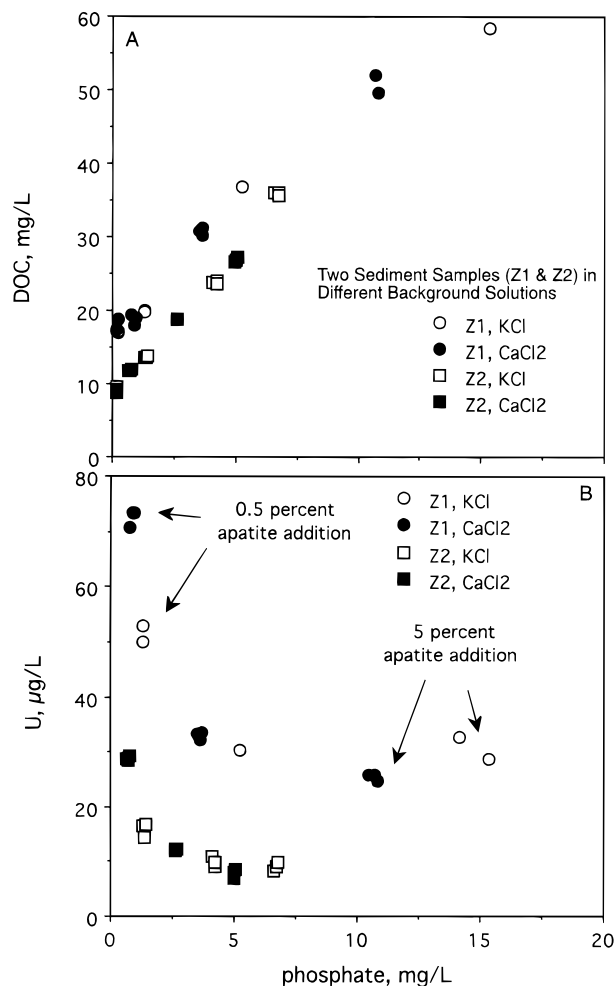 60
A
50
40
DOC, mg/L
30
Two Sediment Samples (Z1 & Z2) in
Different Background Solutions
20
Z1, KCl
Z1, CaCl2
10
Z2, KCl
Z2, CaCl2
0
80
B
0.5 percent
apatite addition
Z1, KCl
Z1, CaCl2
Z2, KCl
Z2, CaCl2
60
5 percent
apatite addition
U, µg/L
40
20
0
0 5 10 15 20
phosphate, mg/L